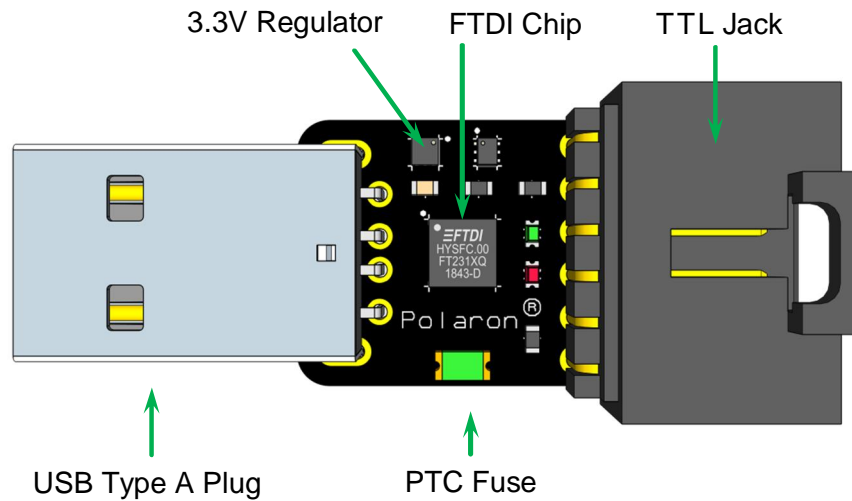 3.3V Regulator
FTDI Chip
TTL Jack
FTDI
HYSFC.00
FT231XQ
1843-D
®
Polaron
USB Type A Plug
PTC Fuse